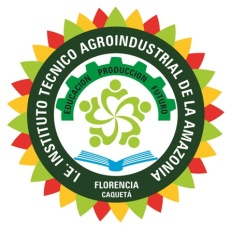 I.E. INSTITUTO TECNICO AGROINDUSTRIAL DE LA AMAZONIA
EDUCACION PRODUCCION FUTURO
FLORENCIA
CAQUETÁ